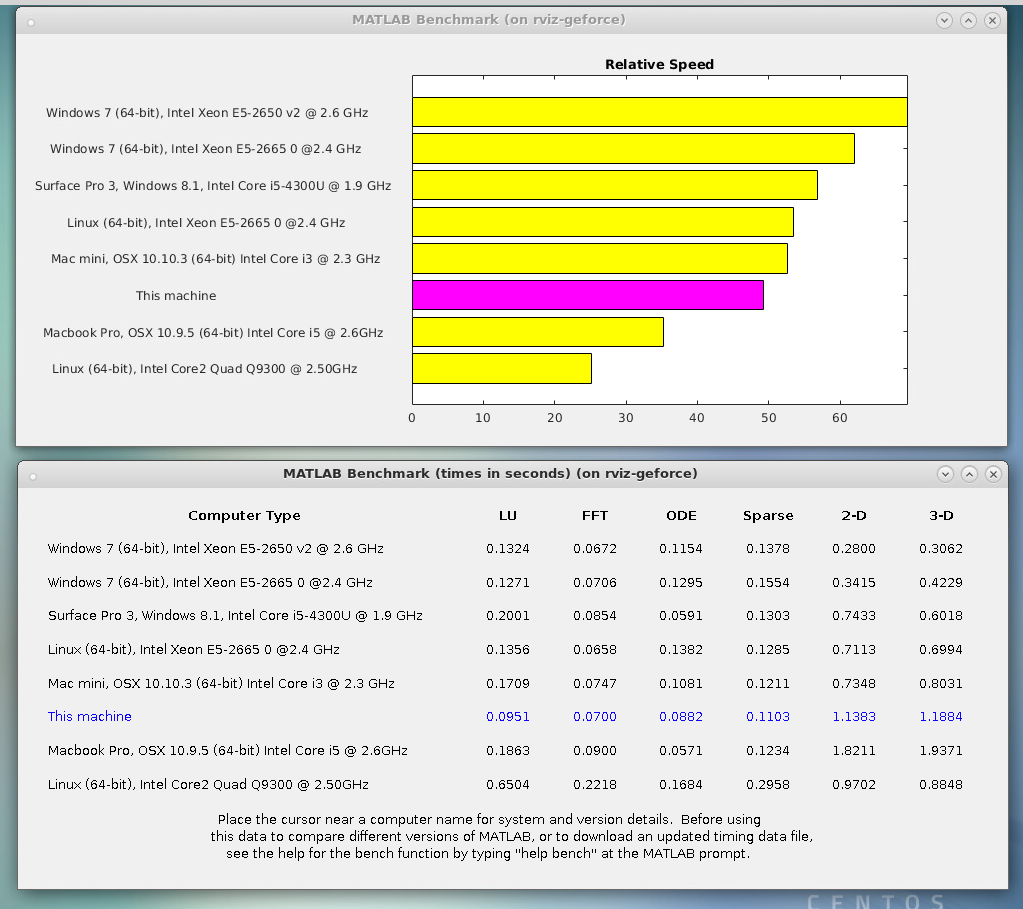 MATLAB Benchmark (on rviz-geforce)
Relative Speed
Windows 7 (64-bit), Intel Xeon E5-2650 v2 @ 2.6 GHz
Windows 7 (64-bit), Intel Xeon E5-2665 0 @2.4 GHz
Surface Pro 3, Windows 8.1, Intel Core i5-4300U @ 1.9 GHz
Linux (64-bit), Intel Xeon E5-2665 0 @2.4 GHz
Mac mini, OSX 10.10.3 (64-bit) Intel Core i3 @ 2.3 GHz
This machine
Macbook Pro, OSX 10.9.5 (64-bit) Intel Core i5 @ 2.6GHz
Linux (64-bit), Intel Core2 Quad Q9300 @ 2.50GHz
0 10 20 30 40 50 60
MATLAB Benchmark (times in seconds) (on rviz-geforce)
Computer Type LU FFT ODE Sparse 2-D 3-D
Windows 7 (64-bit), Intel Xeon E5-2650 v2 @ 2.6 GHz 0.1324 0.0672 0.1154 0.1378 0.2800 0.3062
Windows 7 (64-bit), Intel Xeon E5-2665 0 @2.4 GHz 0.1271 0.0706 0.1295 0.1554 0.3415 0.4229
Surface Pro 3, Windows 8.1, Intel Core i5-4300U @ 1.9 GHz 0.2001 0.0854 0.0591 0.1303 0.7433 0.6018
Linux (64-bit), Intel Xeon E5-2665 0 @2.4 GHz 0.1356 0.0658 0.1382 0.1285 0.7113 0.6994
Mac mini, OSX 10.10.3 (64-bit) Intel Core i3 @ 2.3 GHz 0.1709 0.0747 0.1081 0.1211 0.7348 0.8031
This machine 0.0951 0.0700 0.0882 0.1103 1.1383 1.1884
Macbook Pro, OSX 10.9.5 (64-bit) Intel Core i5 @ 2.6GHz 0.1863 0.0900 0.0571 0.1234 1.8211 1.9371
Linux (64-bit), Intel Core2 Quad Q9300 @ 2.50GHz 0.6504 0.2218 0.1684 0.2958 0.9702 0.8848
Place the cursor near a computer name for system and version details.  Before using
this data to compare different versions of MATLAB, or to download an updated timing data file,
see the help for the bench function by typing "help bench" at the MATLAB prompt.
CENTOS